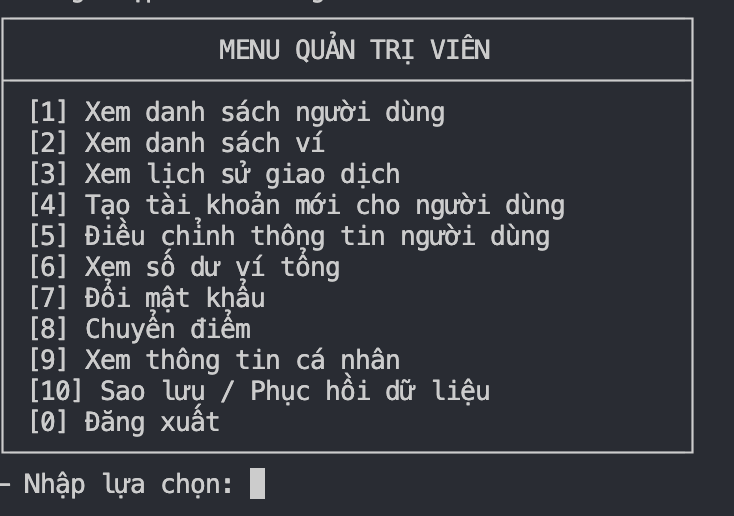 MENU QUẢN TRỊ VIÊN
[1] Xem danh sách người dùng
[2] Xem danh sách ví
[3] Xem lịch sử giao dịch
[4] Tạo tài khoản mới cho người dùng
[5] Điều chỉnh thông tin người dùng
[6] Xem số dư ví tổng
[7] Đổi mật khẩu
[8] Chuyển điểm
[9] Xem thông tin cá nhân
[10] Sao lưu / Phục hồi dữ liệu
[0] Đăng xuất
- Nhập lựa chọn: